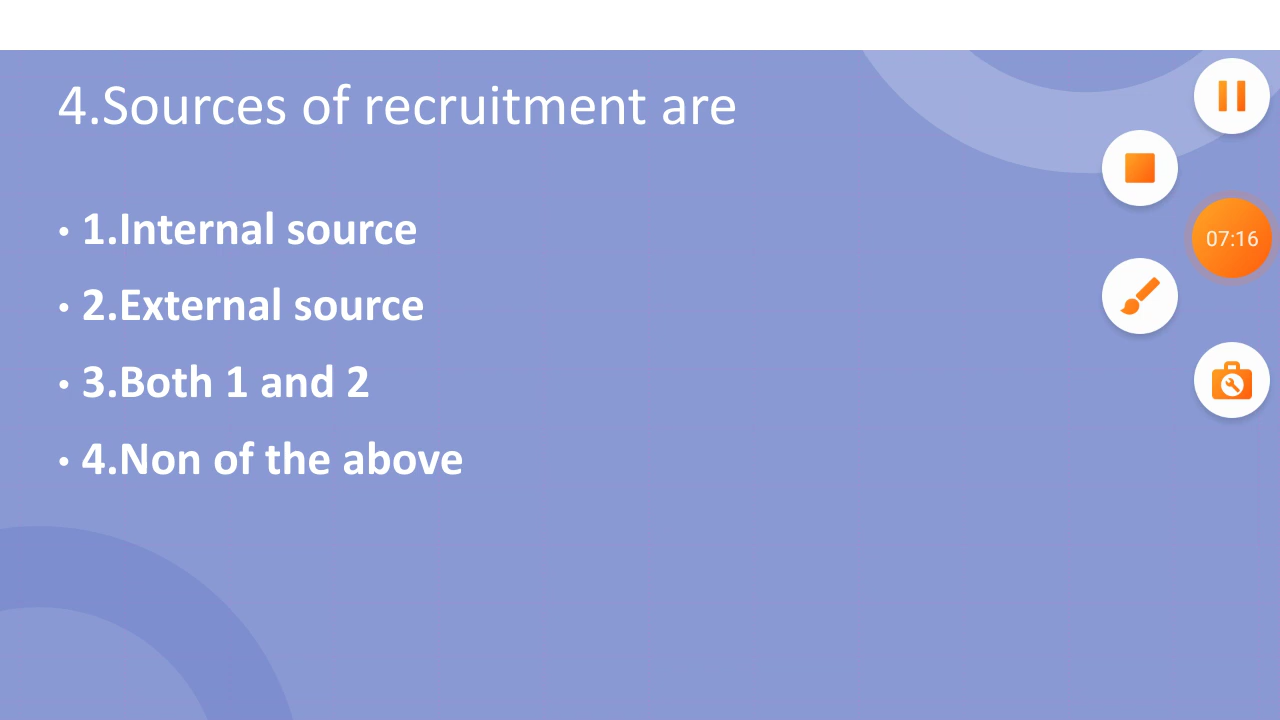 4.Sources of recruitment are
• 1.Internal source
• 2.External source
• 3.Both 1 and 2
• 4.Non of the above
07:16